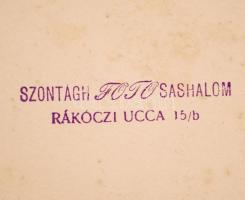 SZONTAGH FOTO SASHALOM
RÁKÓCZI UCCA 15/b